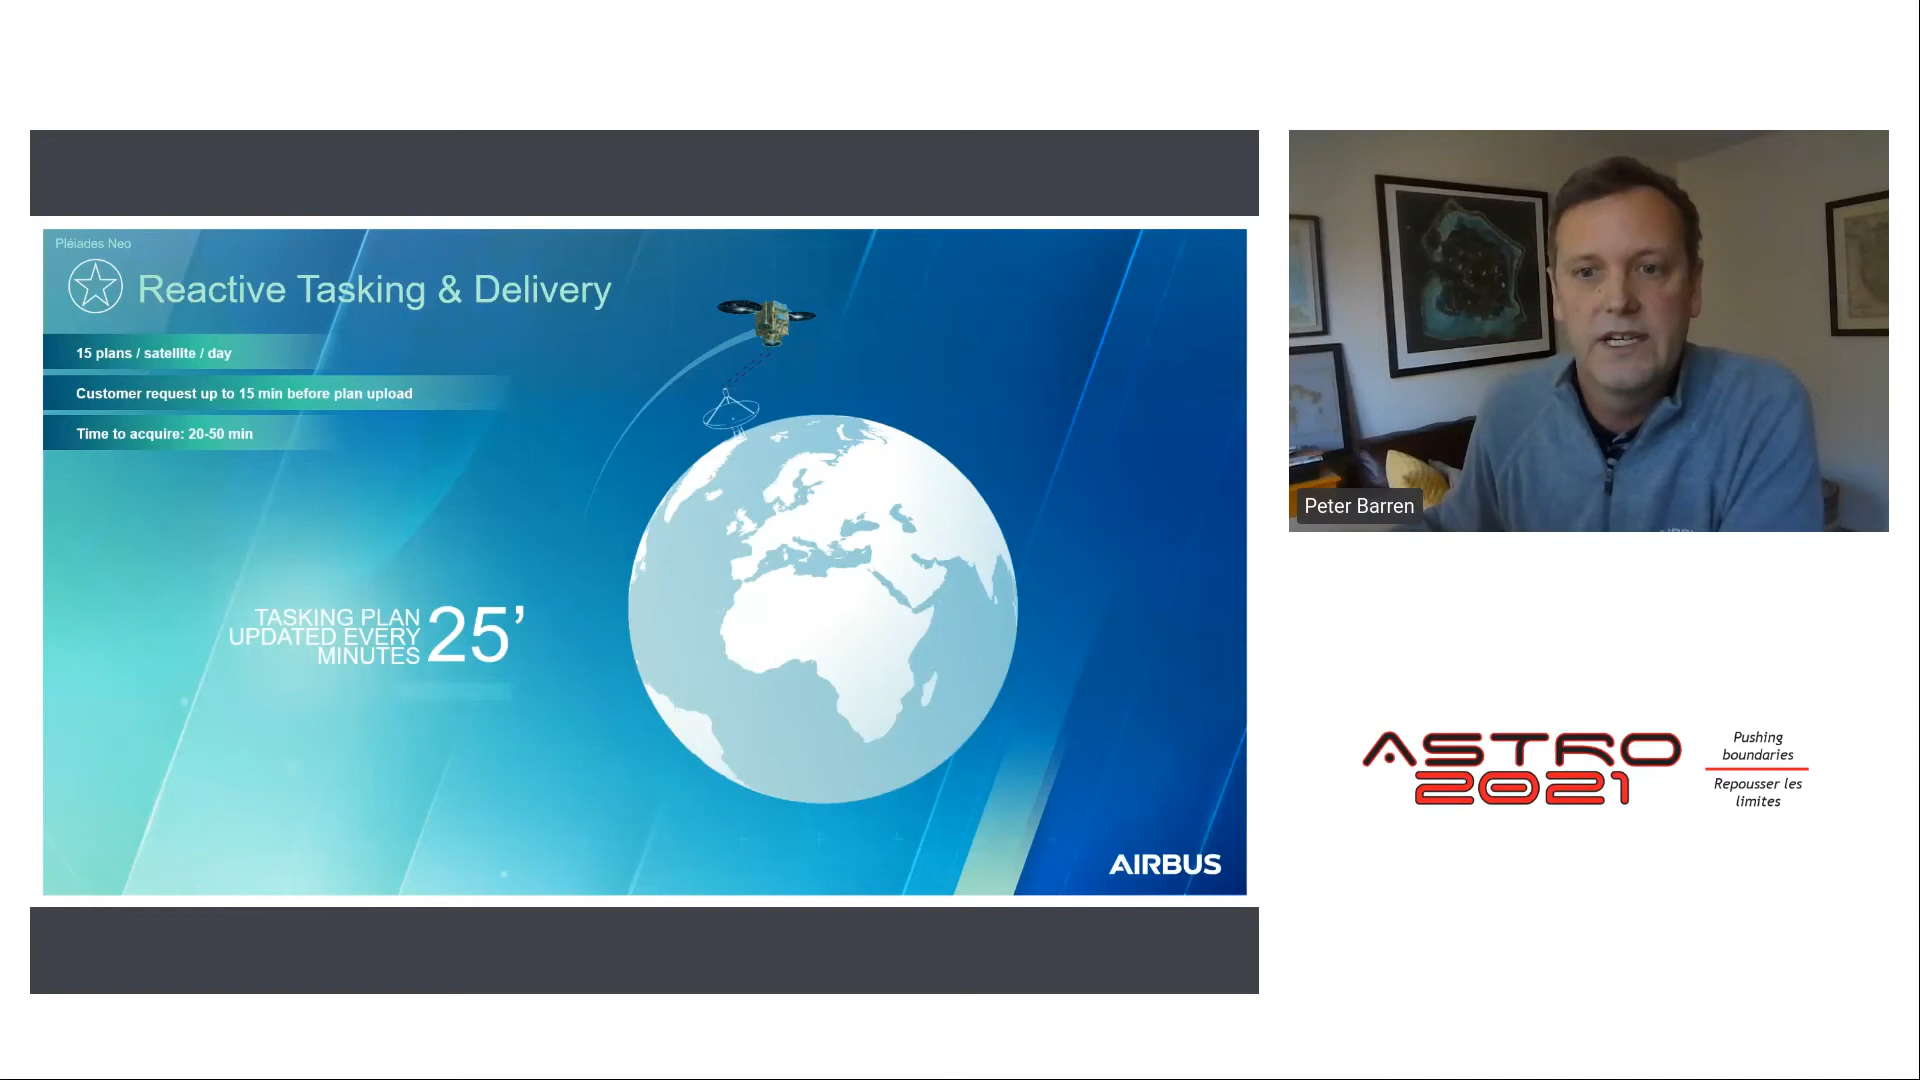 Pléiades Neo
Reactive Tasking & Delivery
15 plans / satellite / day
Customer request up to 15 min before plan upload
Time to acquire: 20-50 min
TASKING PLAN
UPDATED EVERY
MINUTES
25’
AIRBUS
Peter Barren
ASTRO
2021
Pushing
boundaries
Repousser les
limites